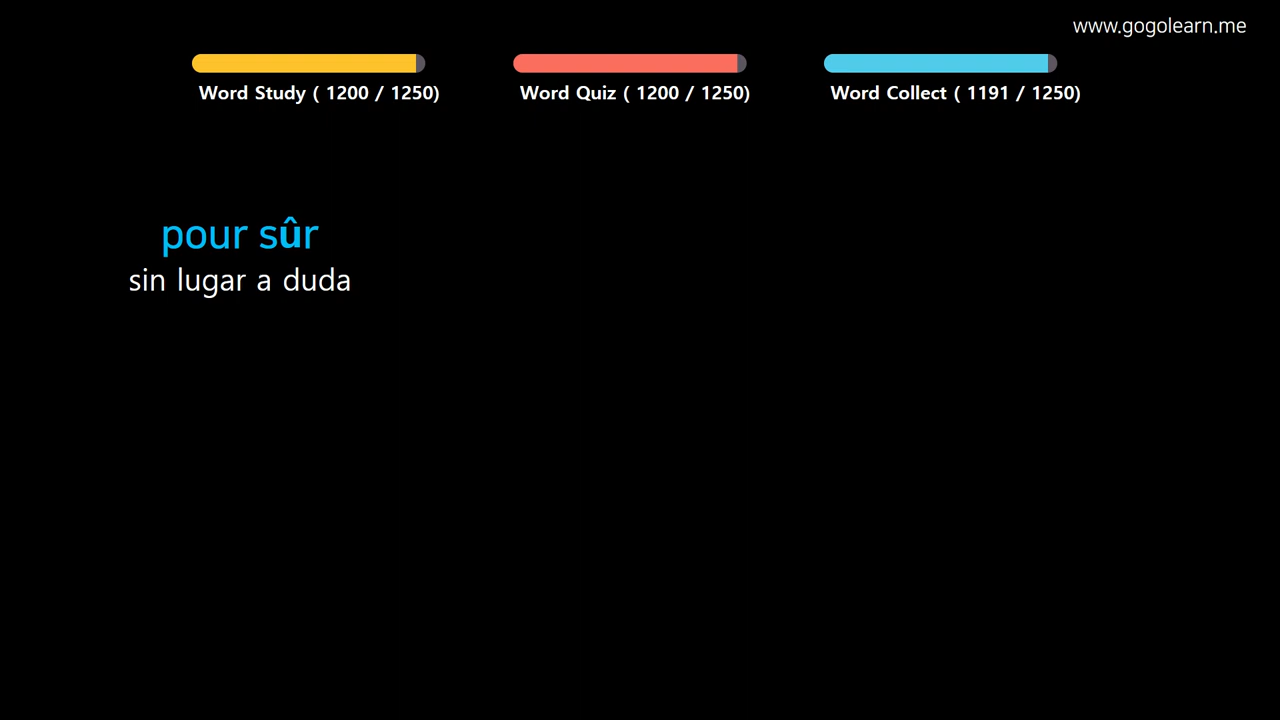 www.gogolearn.me
Word Study ( 1200 / 1250)
Word Quiz ( 1200 / 1250)
Word Collect ( 1191 / 1250)
pour sûr
sin lugar a duda